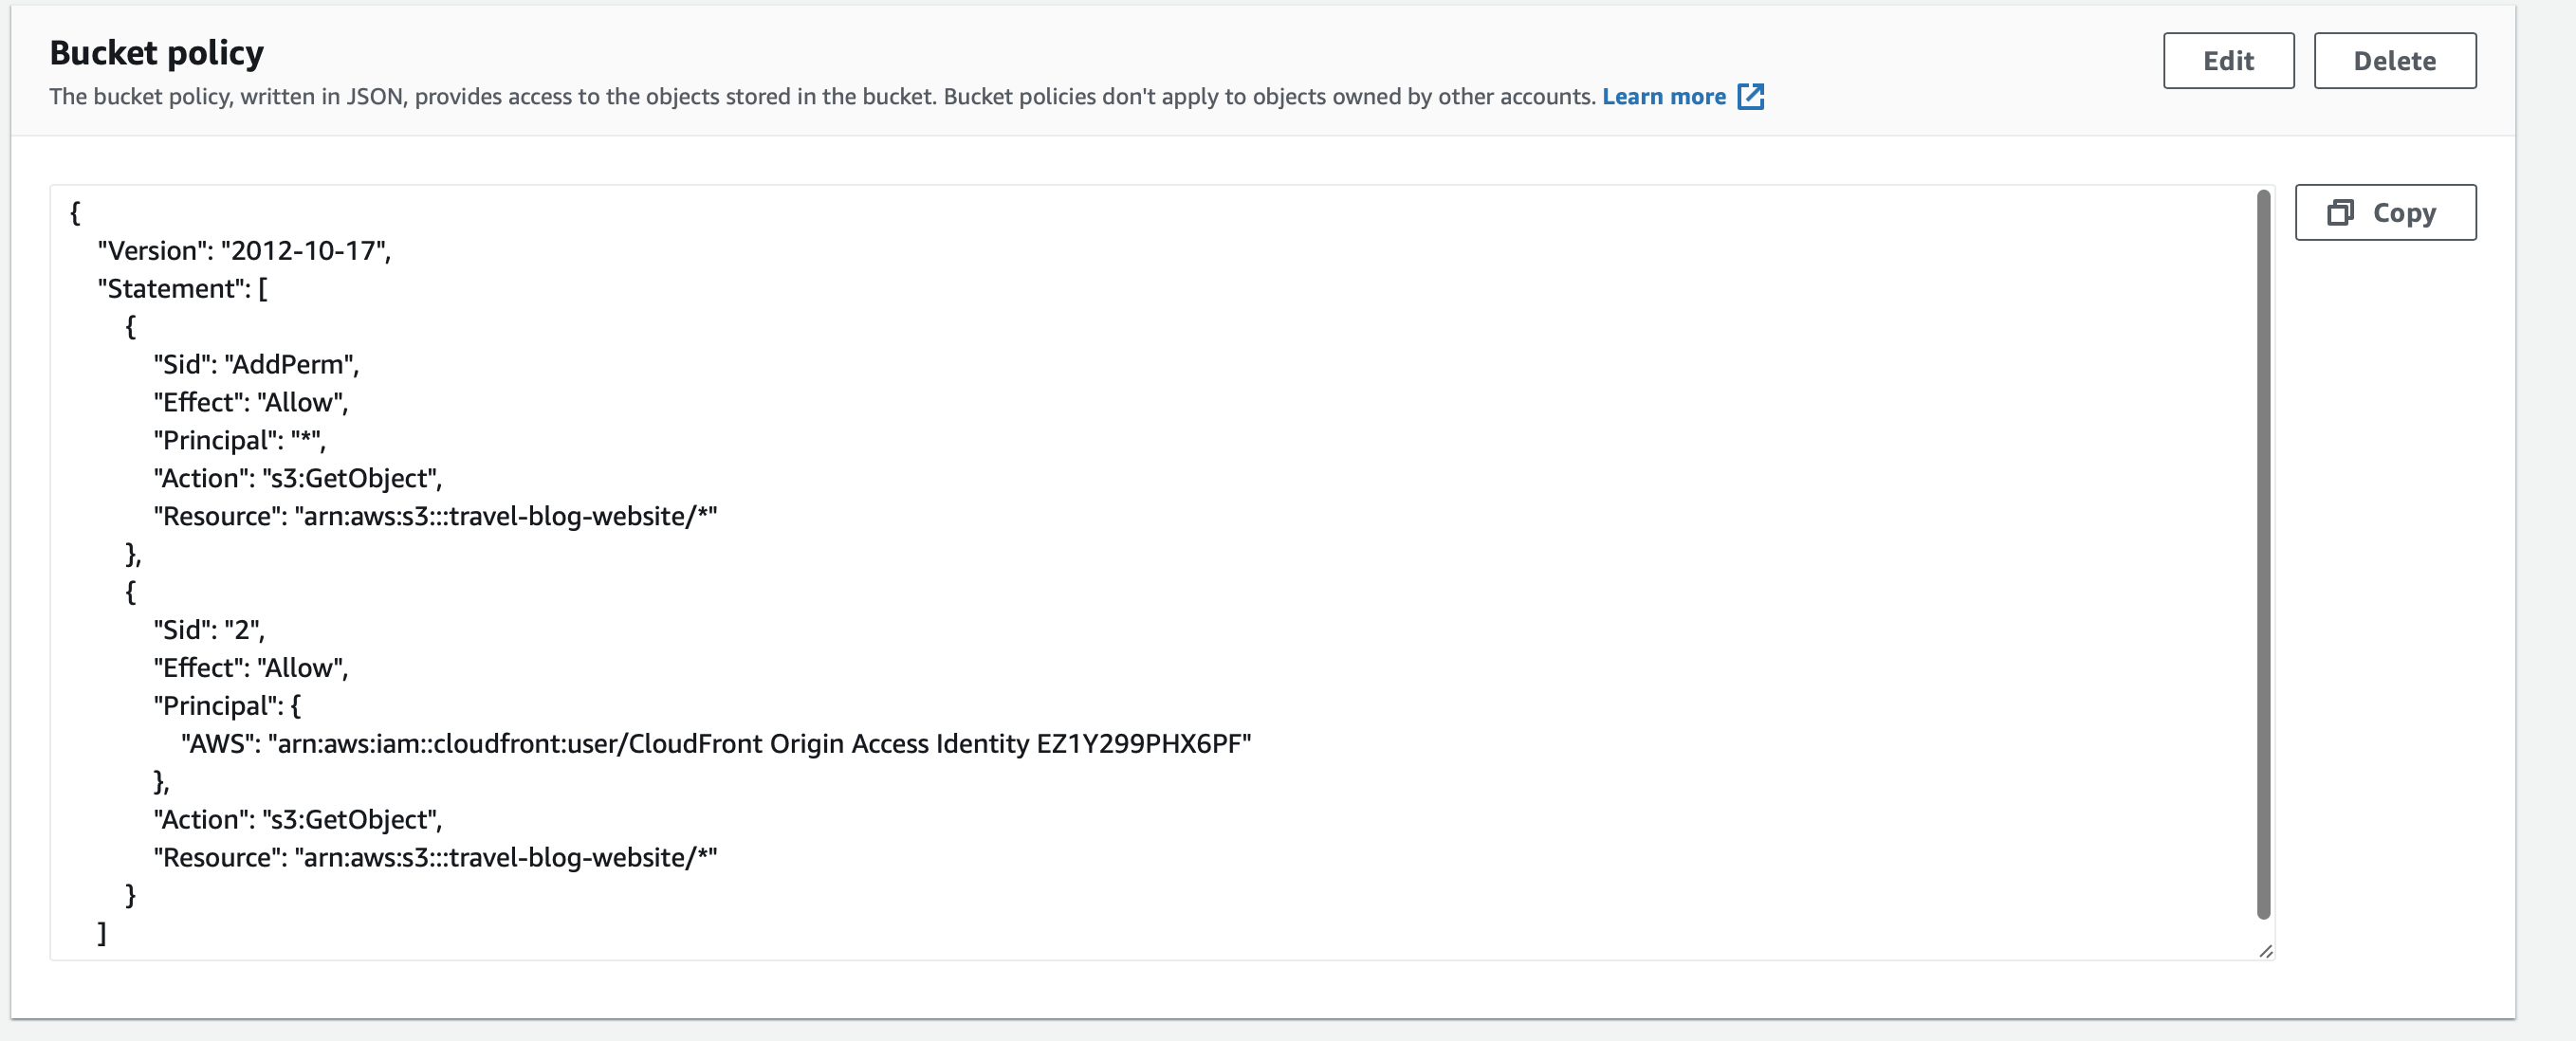 Bucket policy
Edit
Delete
The bucket policy, written in JSON, provides access to the objects stored in the bucket. Bucket policies don't apply to objects owned by other accounts. Learn more
Copy
{
"Version": "2012-10-17",
"Statement": [
{
"Sid": "AddPerm",
"Effect": "Allow",
"Principal": "*",
"Action": "s3:GetObject",
"Resource": "arn:aws:s3:::travel-blog-website/*"
},
{
"Sid": "2",
"Effect": "Allow",
"Principal": {
"AWS": "arn:aws:iam::cloudfront:user/CloudFront Origin Access Identity EZ1Y299PHX6PF"
},
"Action": "s3:GetObject",
"Resource": "arn:aws:s3:::travel-blog-website/*"
}
]